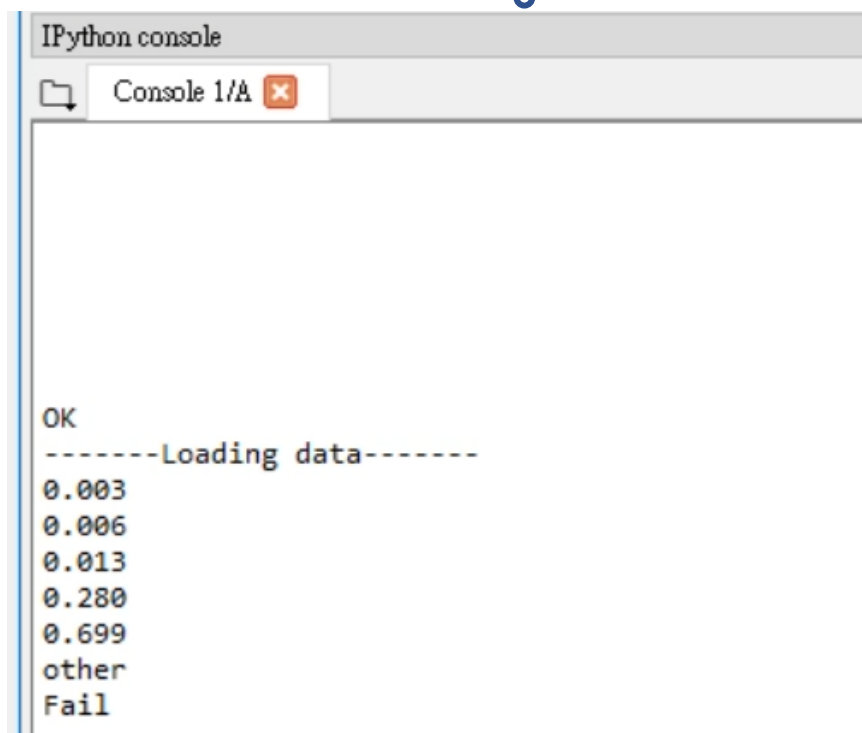 IPython console
Console 1/A
OK
-------Loading data-------
0.003
0.006
0.013
0.280
0.699
other
Fail